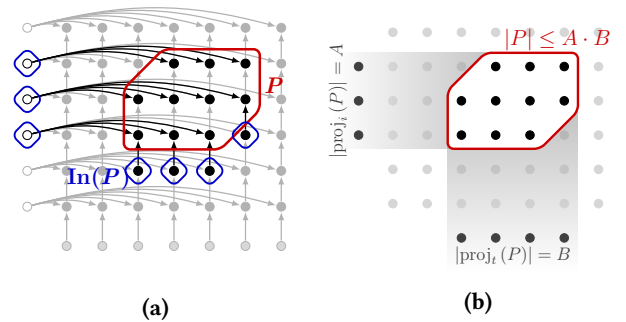 P
In(P)
(a)
|P| ≤ A · B
|proj_i (P)| = A
|proj_t (P)| = B
(b)